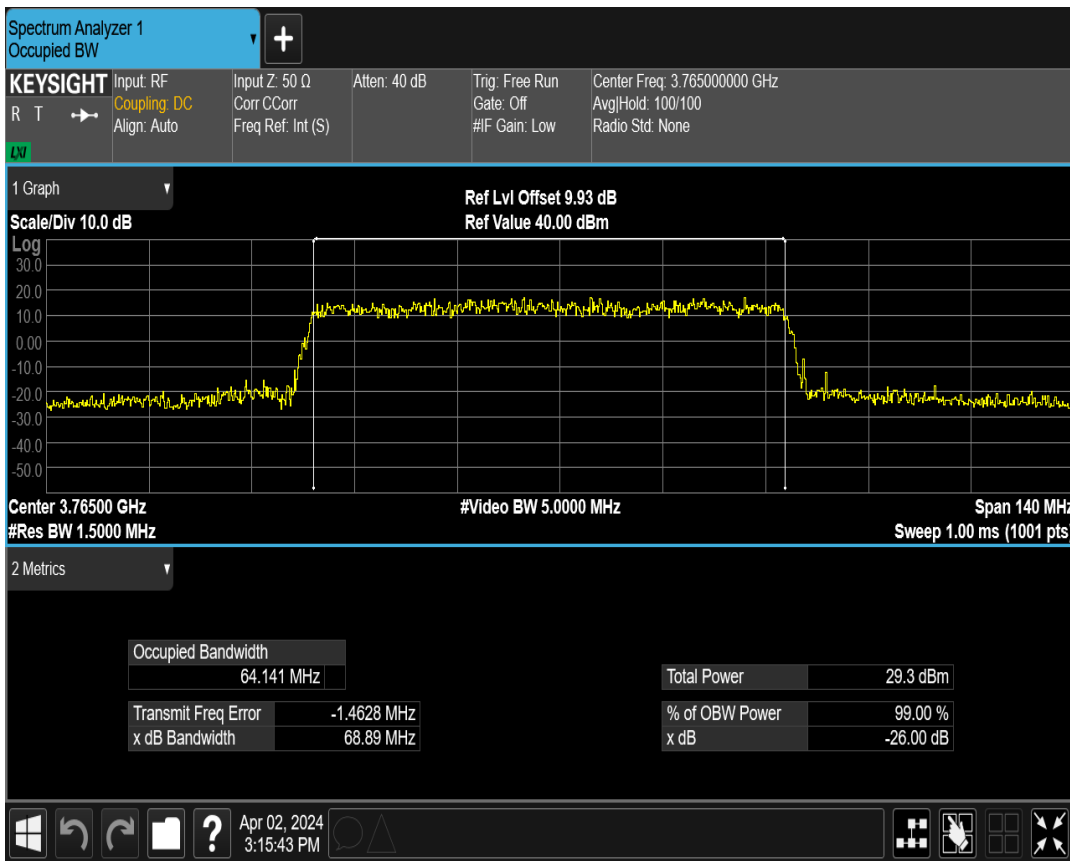 Spectrum Analyzer 1
Occupied BW
KEYSIGHT
R T
LXI
Input: RF
Coupling: DC
Align: Auto
Input Z: 50 Ω
Corr CCorr
Freq Ref: Int (S)
Atten: 40 dB
Trig: Free Run
Gate: Off
#IF Gain: Low
Center Freq: 3.765000000 GHz
Avg|Hold: 100/100
Radio Std: None
1 Graph
Scale/Div 10.0 dB
Ref Lvl Offset 9.93 dB
Ref Value 40.00 dBm
Log
30.0
20.0
10.0
0.00
-10.0
-20.0
-30.0
-40.0
-50.0
Center 3.76500 GHz
#Video BW 5.0000 MHz
Span 140 MHz
#Res BW 1.5000 MHz
Sweep 1.00 ms (1001 pts)
2 Metrics
Occupied Bandwidth
64.141 MHz
Total Power 29.3 dBm
Transmit Freq Error -1.4628 MHz
% of OBW Power 99.00 %
x dB Bandwidth 68.89 MHz
x dB -26.00 dB
?
Apr 02, 2024
3:15:43 PM